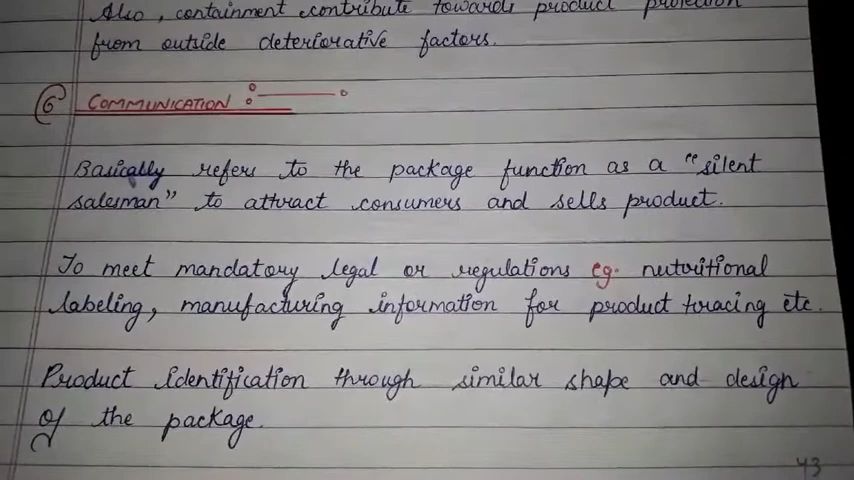 Also, containment contribute towards product protection
from outside deteriorative factors.
6 COMMUNICATION
Basically refers to the package function as a "silent
salesman" to attract consumers and sells product.
To meet mandatory legal or regulations eg. nutritional
labeling, manufacturing information for product tracing etc.
Product identification through similar shape and design
of the package.
43